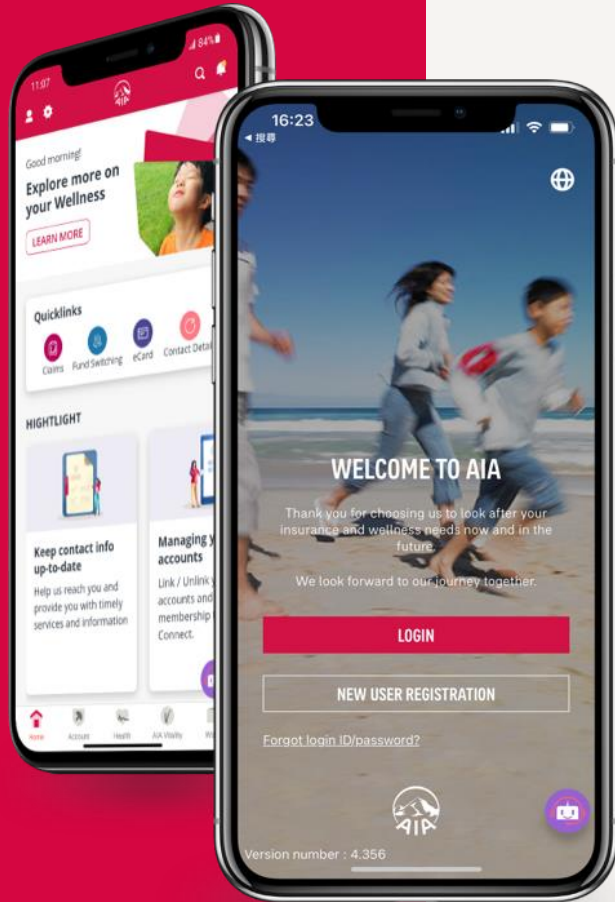 11:07
84%
AIA
Good morning!
Explore more on
your Wellness
LEARN MORE
Quicklinks
Claims
Fund Switching
eCard
Contact Detai
HIGHTLIGHT
Keep contact info
up-to-date
Help us reach you and
provide you with timely
services and information
Managing y
accounts
Link / Unlink y
accounts and
membership
Connect.
Home
Account
Health
AIA Vitality
16:23
◀ 搜尋
WELCOME TO AIA
Thank you for choosing us to look after your
insurance and wellness needs now and in the
future.
We look forward to our journey together.
LOGIN
NEW USER REGISTRATION
Forgot login ID/password?
AIA
Version number : 4.356